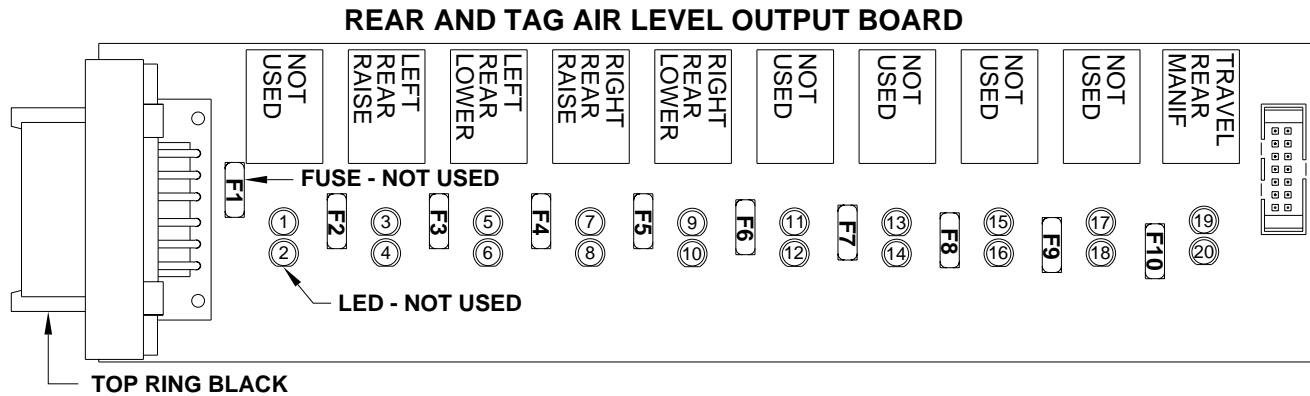 REAR AND TAG AIR LEVEL OUTPUT BOARD
NOT
USED
LEFT
REAR
RAISE
LEFT
REAR
LOWER
RIGHT
REAR
RAISE
RIGHT
REAR
LOWER
NOT
USED
NOT
USED
NOT
USED
NOT
USED
TRAVEL
REAR
MANIF
F1
FUSE - NOT USED
F2
F3
F4
F5
F6
F7
F8
F9
F10
1
3
5
7
9
11
13
15
17
19
2
4
6
8
10
12
14
16
18
20
LED - NOT USED
TOP RING BLACK